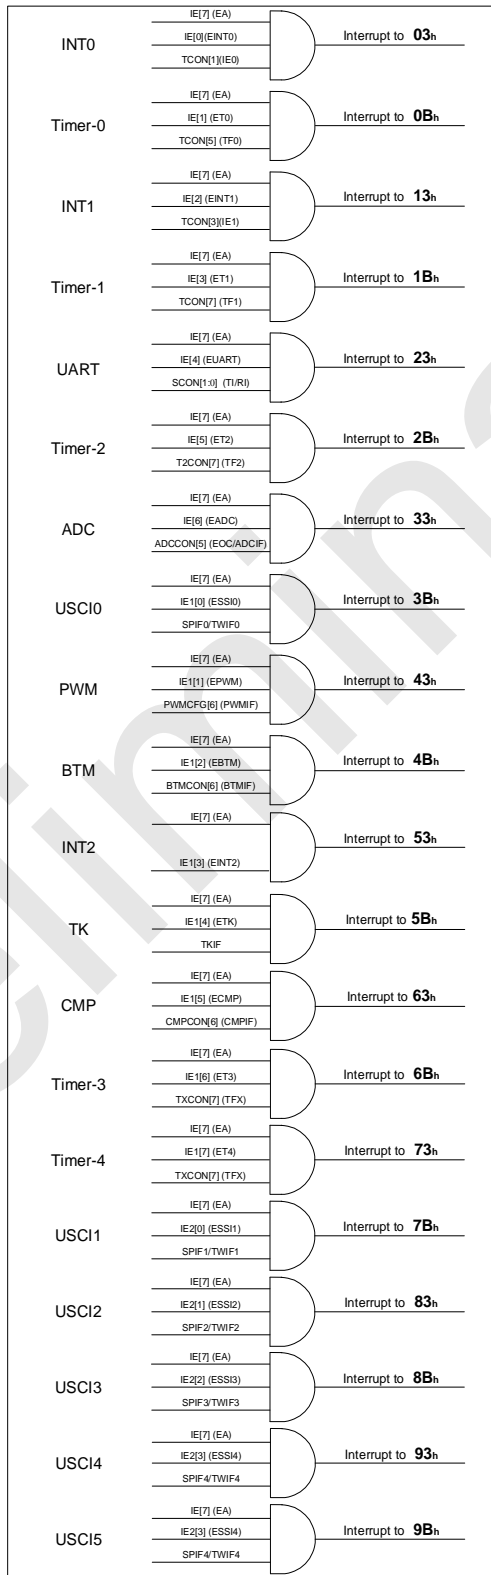 IE[7] (EA)
INT0 IE[0](EINT0) Interrupt to 03h
TCON[1](IE0)
IE[7] (EA)
Timer-0 IE[1] (ET0) Interrupt to 0Bh
TCON[5] (TF0)
IE[7] (EA)
INT1 IE[2] (EINT1) Interrupt to 13h
TCON[3](IE1)
IE[7] (EA)
Timer-1 IE[3] (ET1) Interrupt to 1Bh
TCON[7] (TF1)
IE[7] (EA)
UART IE[4] (EUART) Interrupt to 23h
SCON[1:0] (TI/RI)
IE[7] (EA)
Timer-2 IE[5] (ET2) Interrupt to 2Bh
T2CON[7] (TF2)
IE[7] (EA)
ADC IE[6] (EADC) Interrupt to 33h
ADCCON[5] (EOC/ADCIF)
IE[7] (EA)
USCI0 IE1[0] (ESSI0) Interrupt to 3Bh
SPIF0/TWIF0
IE[7] (EA)
PWM IE1[1] (EPWM) Interrupt to 43h
PWMCFG[6] (PWMIF)
IE[7] (EA)
BTM IE1[2] (EBTM) Interrupt to 4Bh
BTMCON[6] (BTMIF)
IE[7] (EA)
INT2 Interrupt to 53h
IE1[3] (EINT2)
IE[7] (EA)
TK IE1[4] (ETK) Interrupt to 5Bh
TKIF
IE[7] (EA)
CMP IE1[5] (ECMP) Interrupt to 63h
CMPCON[6] (CMPIF)
IE[7] (EA)
Timer-3 IE1[6] (ET3) Interrupt to 6Bh
TXCON[7] (TFX)
IE[7] (EA)
Timer-4 IE1[7] (ET4) Interrupt to 73h
TXCON[7] (TFX)
IE[7] (EA)
USCI1 IE2[0] (ESSI1) Interrupt to 7Bh
SPIF1/TWIF1
IE[7] (EA)
USCI2 IE2[1] (ESSI2) Interrupt to 83h
SPIF2/TWIF2
IE[7] (EA)
USCI3 IE2[2] (ESSI3) Interrupt to 8Bh
SPIF3/TWIF3
IE[7] (EA)
USCI4 IE2[3] (ESSI4) Interrupt to 93h
SPIF4/TWIF4
IE[7] (EA)
USCI5 IE2[3] (ESSI4) Interrupt to 9Bh
SPIF4/TWIF4